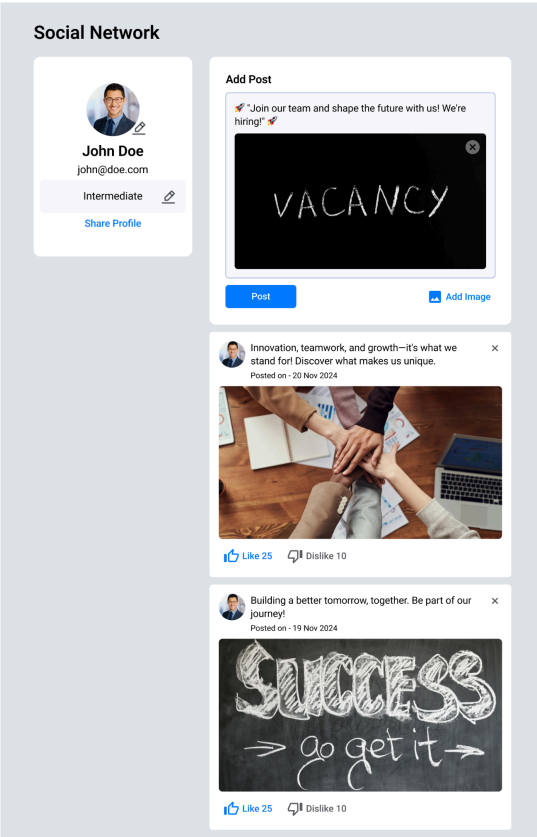 Social Network
John Doe
john@doe.com
Intermediate
Share Profile
Add Post
🚀 "Join our team and shape the future with us! We're
hiring!" 🚀
VACANCY
Post
Add Image
Innovation, teamwork, and growth—it's what we
stand for! Discover what makes us unique.
Posted on - 20 Nov 2024
Like 25
Dislike 10
Building a better tomorrow, together. Be part of our
journey!
Posted on - 19 Nov 2024
SUCCESS
go get it
Like 25
Dislike 10